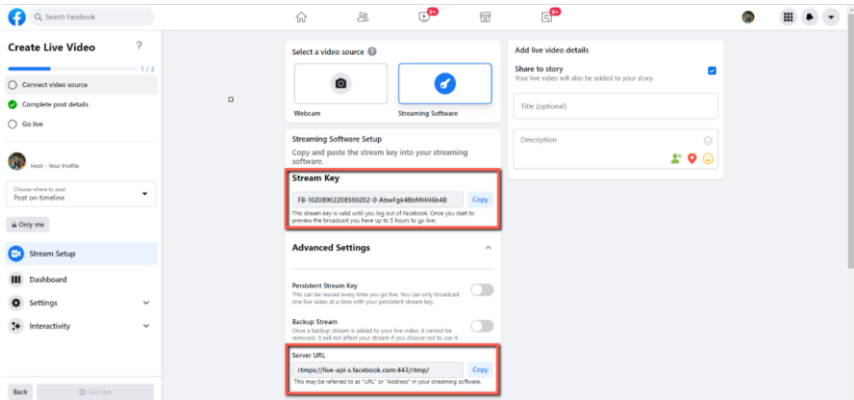 Search Facebook
9+
9+
Create Live Video
?
1 / 3
Connect video source
Complete post details
Go live
Host - Your Profile
Choose where to post
Post on timeline
Only me
Stream Setup
Dashboard
Settings
Interactivity
Back
Go Live
Select a video source
Webcam
Streaming Software
Streaming Software Setup
Copy and paste the stream key into your streaming
software.
Stream Key
Copy
This stream key is valid until you log out of Facebook. Once you start to
preview the broadcast you have up to 5 hours to go live.
Advanced Settings
Persistent Stream Key
This can be reused every time you go live. You can only broadcast
one live video at a time with your persistent stream key.
Backup Stream
Once a backup stream is added to your live video, it cannot be
removed. It will not affect your stream if you choose not to use it.
Server URL
rtmps://live-api-s.facebook.com:443/rtmp/
Copy
This may be referred to as "URL" or "Address" in your streaming software.
Add live video details
Share to story
Your live video will also be added to your story.
Title (optional)
Description